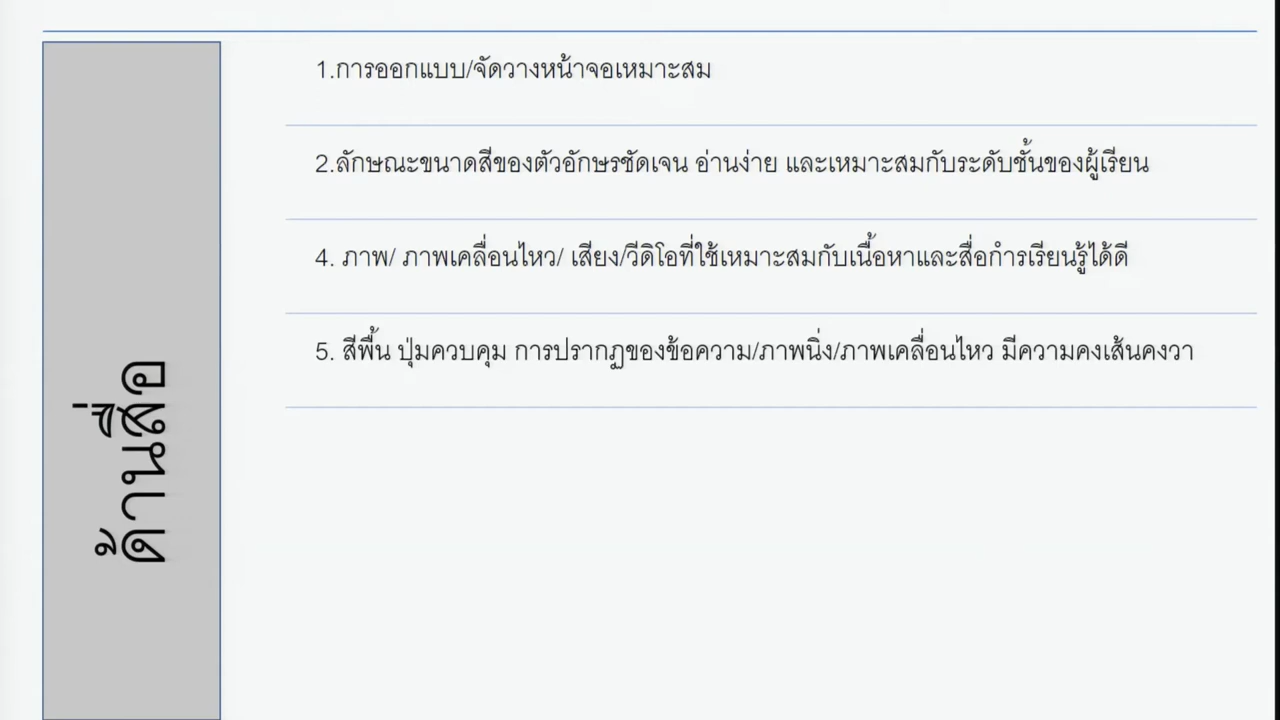 ด้านสื่อ
1.การออกแบบ/จัดวางหน้าจอเหมาะสม
2.ลักษณะขนาดสีของตัวอักษรชัดเจน อ่านง่าย และเหมาะสมกับระดับชั้นของผู้เรียน
4. ภาพ/ ภาพเคลื่อนไหว/ เสียง/วีดิโอที่ใช้เหมาะสมกับเนื้อหาและสื่อกำรเรียนรู้ได้ดี
5. สีพื้น ปุ่มควบคุม การปรากฏของข้อความ/ภาพนิ่ง/ภาพเคลื่อนไหว มีความคงเส้นคงวา